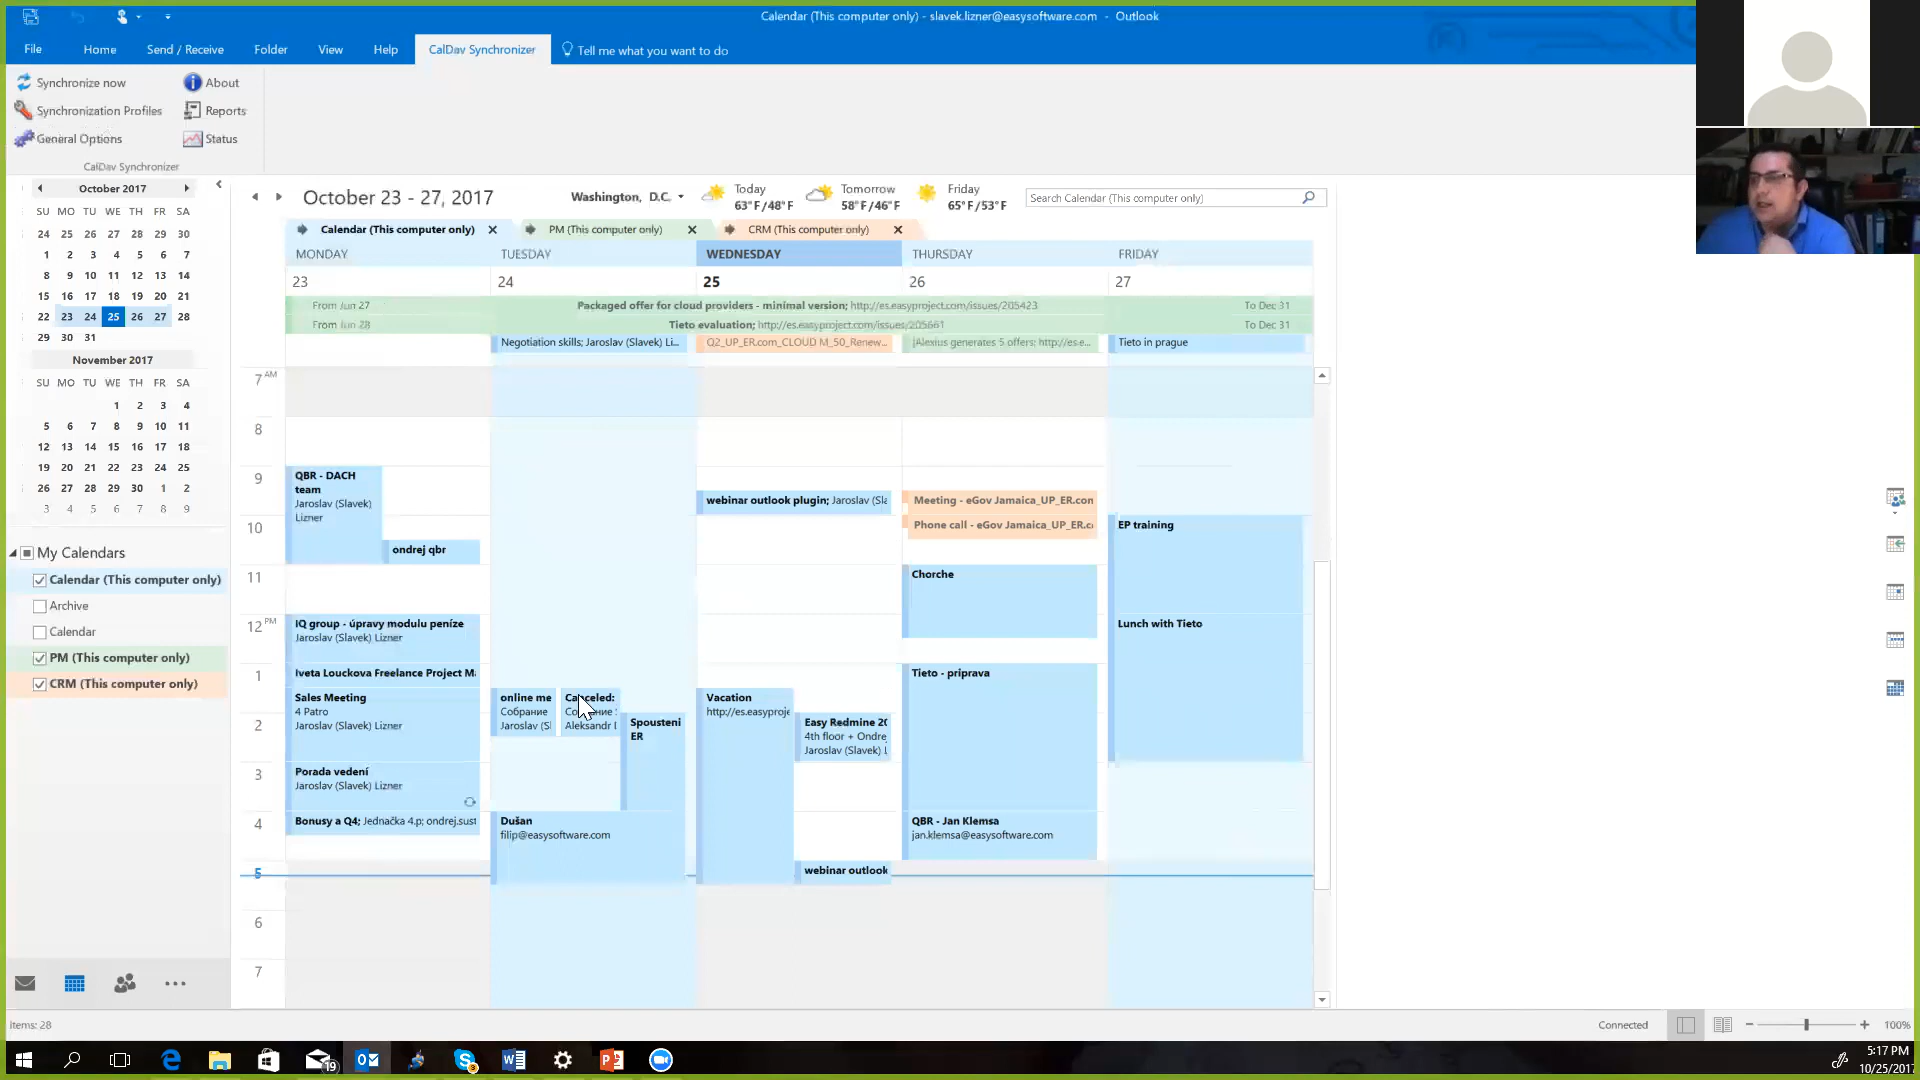 Calendar (This computer only) - slavek.lizner@easysoftware.com - Outlook
File Home Send / Receive Folder View Help CalDav Synchronizer Tell me what you want to do
Synchronize now About
Synchronization Profiles Reports
General Options Status
CalDav Synchronizer
October 2017
SU MO TU WE TH FR SA
24 25 26 27 28 29 30
1 2 3 4 5 6 7
8 9 10 11 12 13 14
15 16 17 18 19 20 21
22 23 24 25 26 27 28
29 30 31
November 2017
SU MO TU WE TH FR SA
1 2 3 4
5 6 7 8 9 10 11
12 13 14 15 16 17 18
19 20 21 22 23 24 25
26 27 28 29 30 1 2
3 4 5 6 7 8 9
My Calendars
Calendar (This computer only)
Archive
Calendar
PM (This computer only)
CRM (This computer only)
October 23 - 27, 2017
Washington, D.C.
Today
63°F/48°F
Tomorrow
58°F/46°F
Friday
65°F/53°F
Search Calendar (This computer only)
Calendar (This computer only) PM (This computer only) CRM (This computer only)
MONDAY TUESDAY WEDNESDAY THURSDAY FRIDAY
23 24 25 26 27
From Jun 27 Packaged offer for cloud providers - minimal version; http://es.easyproject.com/issues/205423 To Dec 31
From Jun 28 Tieto evaluation; http://es.easyproject.com/issues/205661 To Dec 31
Negotiation skills; Jaroslav (Slavek) Li... Q2_UP_ER.com_CLOUD M_50_Renew... Alexius generates 5 offers; http://es.e... Tieto in prague
7 AM
8
9
10
11
12 PM
1
2
3
4
5
6
7
QBR - DACH
team
Jaroslav (Slavek)
Lizner
ondrej qbr
IQ group - úpravy modulu peníze
Jaroslav (Slavek) Lizner
Iveta Louckova Freelance Project M
Sales Meeting
4 Patro
Jaroslav (Slavek) Lizner
Porada vedení
Jaroslav (Slavek) Lizner
Bonusy a Q4; Jednačka 4.p; ondrej.sust
online me
Собрание
Jaroslav (Sl
Canceled:
Aleksandr
Spousteni
ER
Dušan
filip@easysoftware.com
webinar outlook plugin; Jaroslav (Sla
Vacation
http://es.easyproje
Easy Redmine 20
4th floor + Ondre
Jaroslav (Slavek) L
webinar outlook
Meeting - eGov Jamaica_UP_ER.con
Phone call - eGov Jamaica_UP_ER.c
Chorche
Tieto - priprava
QBR - Jan Klemsa
jan.klemsa@easysoftware.com
EP training
Lunch with Tieto
Items: 28
Connected
100%
19
3
5:17 PM
10/25/2017